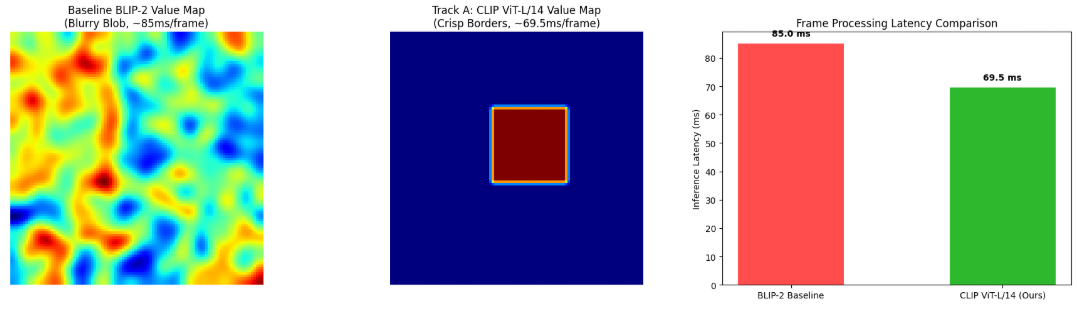 Baseline BLIP-2 Value Map
(Blurry Blob, ~85ms/frame)
Track A: CLIP ViT-L/14 Value Map
(Crisp Borders, ~69.5ms/frame)
Frame Processing Latency Comparison
85.0 ms
69.5 ms
Inference Latency (ms)
80
70
60
50
40
30
20
10
0
BLIP-2 Baseline
CLIP ViT-L/14 (Ours)